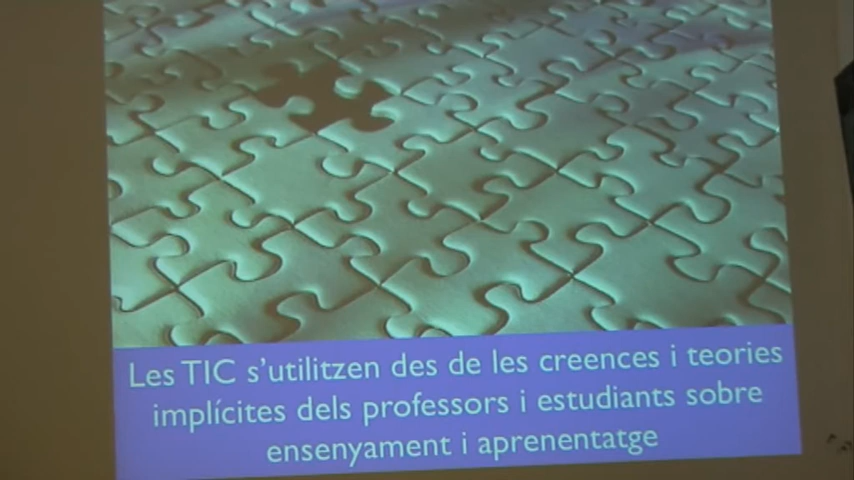 Les TIC s'utilitzen des de les creences i teories
implícites dels professors i estudiants sobre
ensenyament i aprenentatge